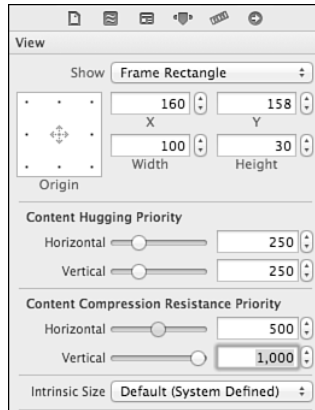 View
Show Frame Rectangle
160 158
X Y
100 30
Width Height
Origin
Content Hugging Priority
Horizontal 250
Vertical 250
Content Compression Resistance Priority
Horizontal 500
Vertical 1,000
Intrinsic Size Default (System Defined)